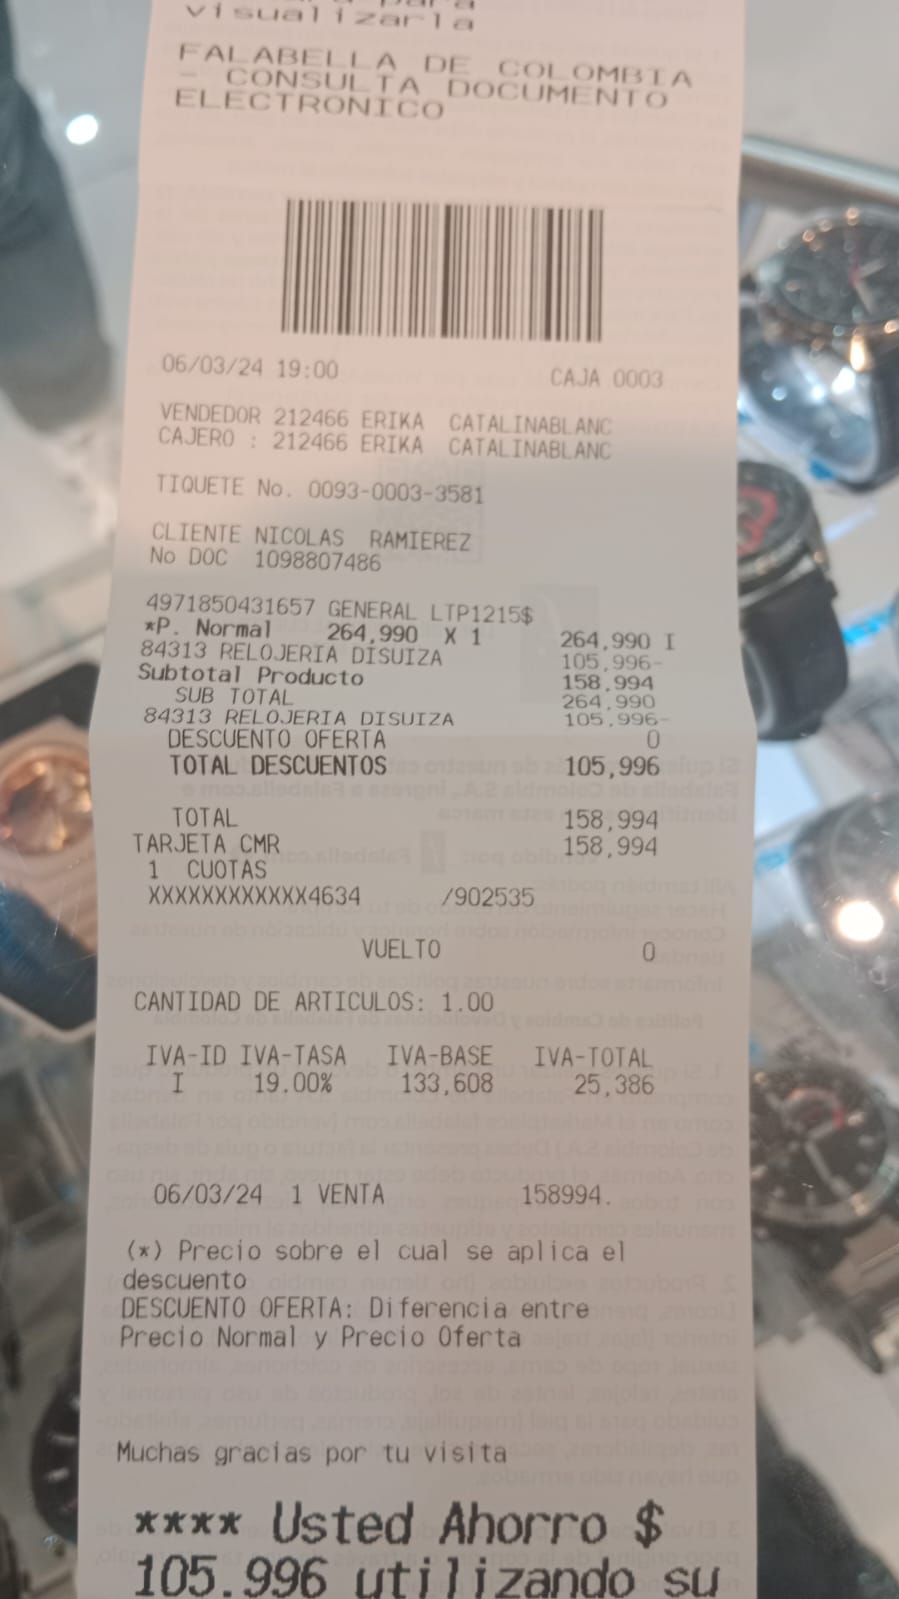 para
visualizarla
FALABELLA DE COLOMBIA
- CONSULTA DOCUMENTO
ELECTRONICO
06/03/24 19:00 CAJA 0003
VENDEDOR 212466 ERIKA CATALINABLANC
CAJERO : 212466 ERIKA CATALINABLANC
TIQUETE No. 0093-0003-3581
CLIENTE NICOLAS RAMIEREZ
No DOC 1098807486
4971850431657 GENERAL LTP1215$
*P. Normal 264,990 X 1 264,990 I
84313 RELOJERIA DISUIZA 105,996-
Subtotal Producto 158,994
SUB TOTAL 264,990
84313 RELOJERIA DISUIZA 105,996-
DESCUENTO OFERTA 0
TOTAL DESCUENTOS 105,996
TOTAL 158,994
TARJETA CMR 158,994
1 CUOTAS
XXXXXXXXXXXX4634 /902535
VUELTO 0
CANTIDAD DE ARTICULOS: 1.00
IVA-ID IVA-TASA IVA-BASE IVA-TOTAL
I 19.00% 133,608 25,386
06/03/24 1 VENTA 158994.
(*) Precio sobre el cual se aplica el
descuento
DESCUENTO OFERTA: Diferencia entre
Precio Normal y Precio Oferta
Muchas gracias por tu visita
**** Usted Ahorro $
105.996 utilizando su